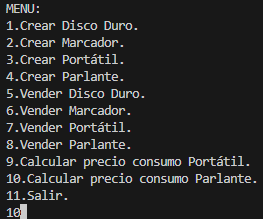 MENU:
1.Crear Disco Duro.
2.Crear Marcador.
3.Crear Portátil.
4.Crear Parlante.
5.Vender Disco Duro.
6.Vender Marcador.
7.Vender Portátil.
8.Vender Parlante.
9.Calcular precio consumo Portátil.
10.Calcular precio consumo Parlante.
11.Salir.
10